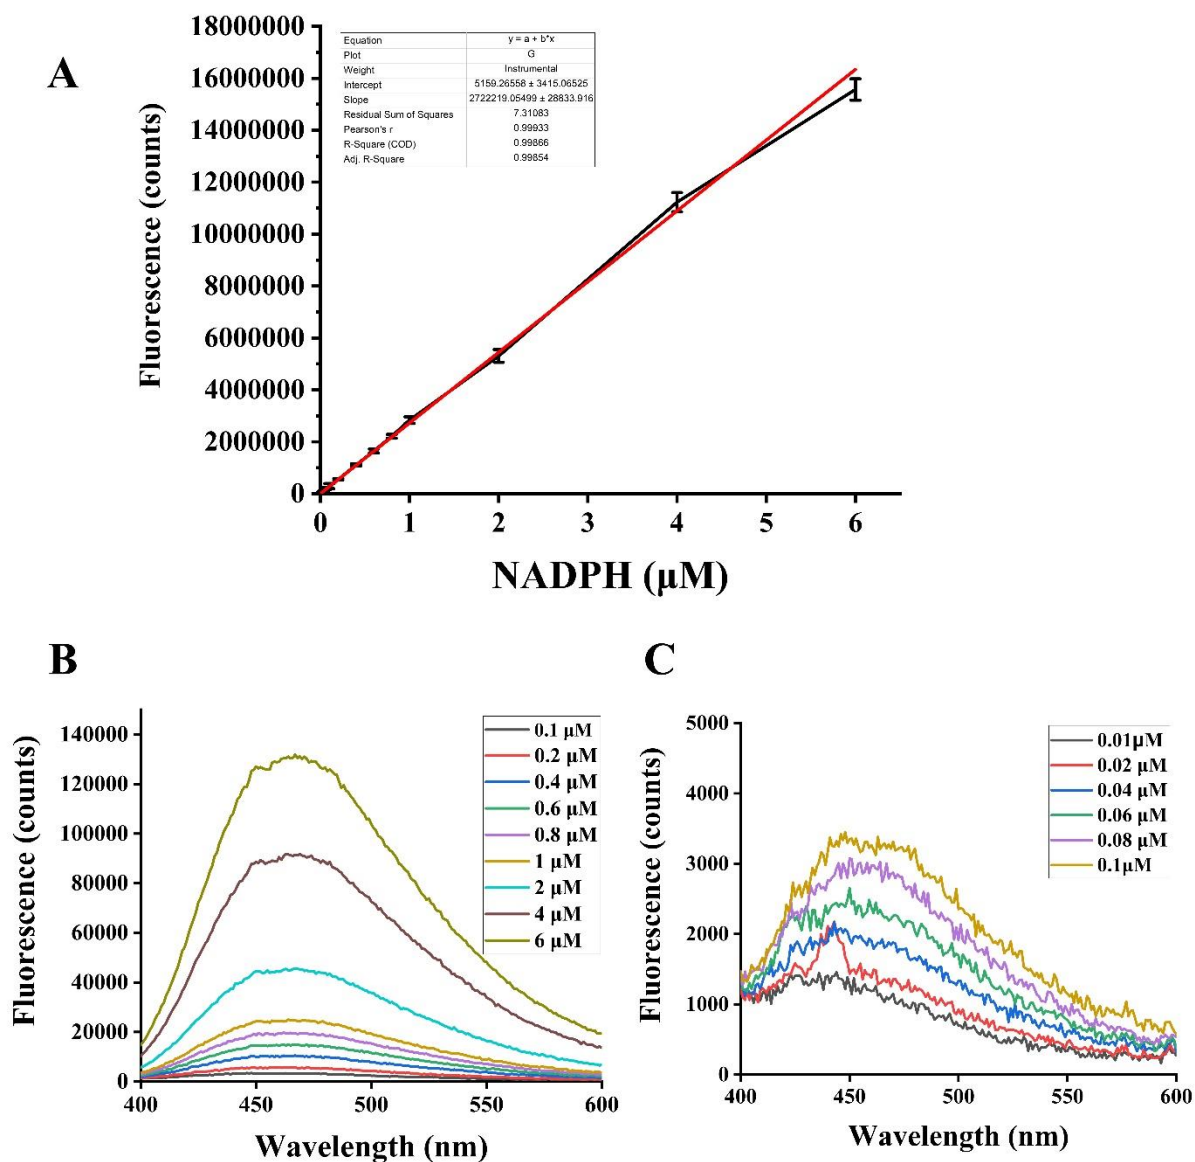 A
18000000
16000000
14000000
12000000
10000000
8000000
6000000
4000000
2000000
0
Fluorescence (counts)
Equation y = a + b*x
Plot G
Weight Instrumental
Intercept 5159.26558 ± 3415.06525
Slope 2722219.05499 ± 28833.916
Residual Sum of Squares 7.31083
Pearson's r 0.99933
R-Square (COD) 0.99866
Adj. R-Square 0.99854
0 1 2 3 4 5 6
NADPH (μM)
B
140000
120000
100000
80000
60000
40000
20000
0
Fluorescence (counts)
0.1 μM
0.2 μM
0.4 μM
0.6 μM
0.8 μM
1 μM
2 μM
4 μM
6 μM
400 450 500 550 600
Wavelength (nm)
C
5000
4000
3000
2000
1000
0
Fluorescence (counts)
0.01μM
0.02 μM
0.04 μM
0.06 μM
0.08 μM
0.1μM
400 450 500 550 600
Wavelength (nm)